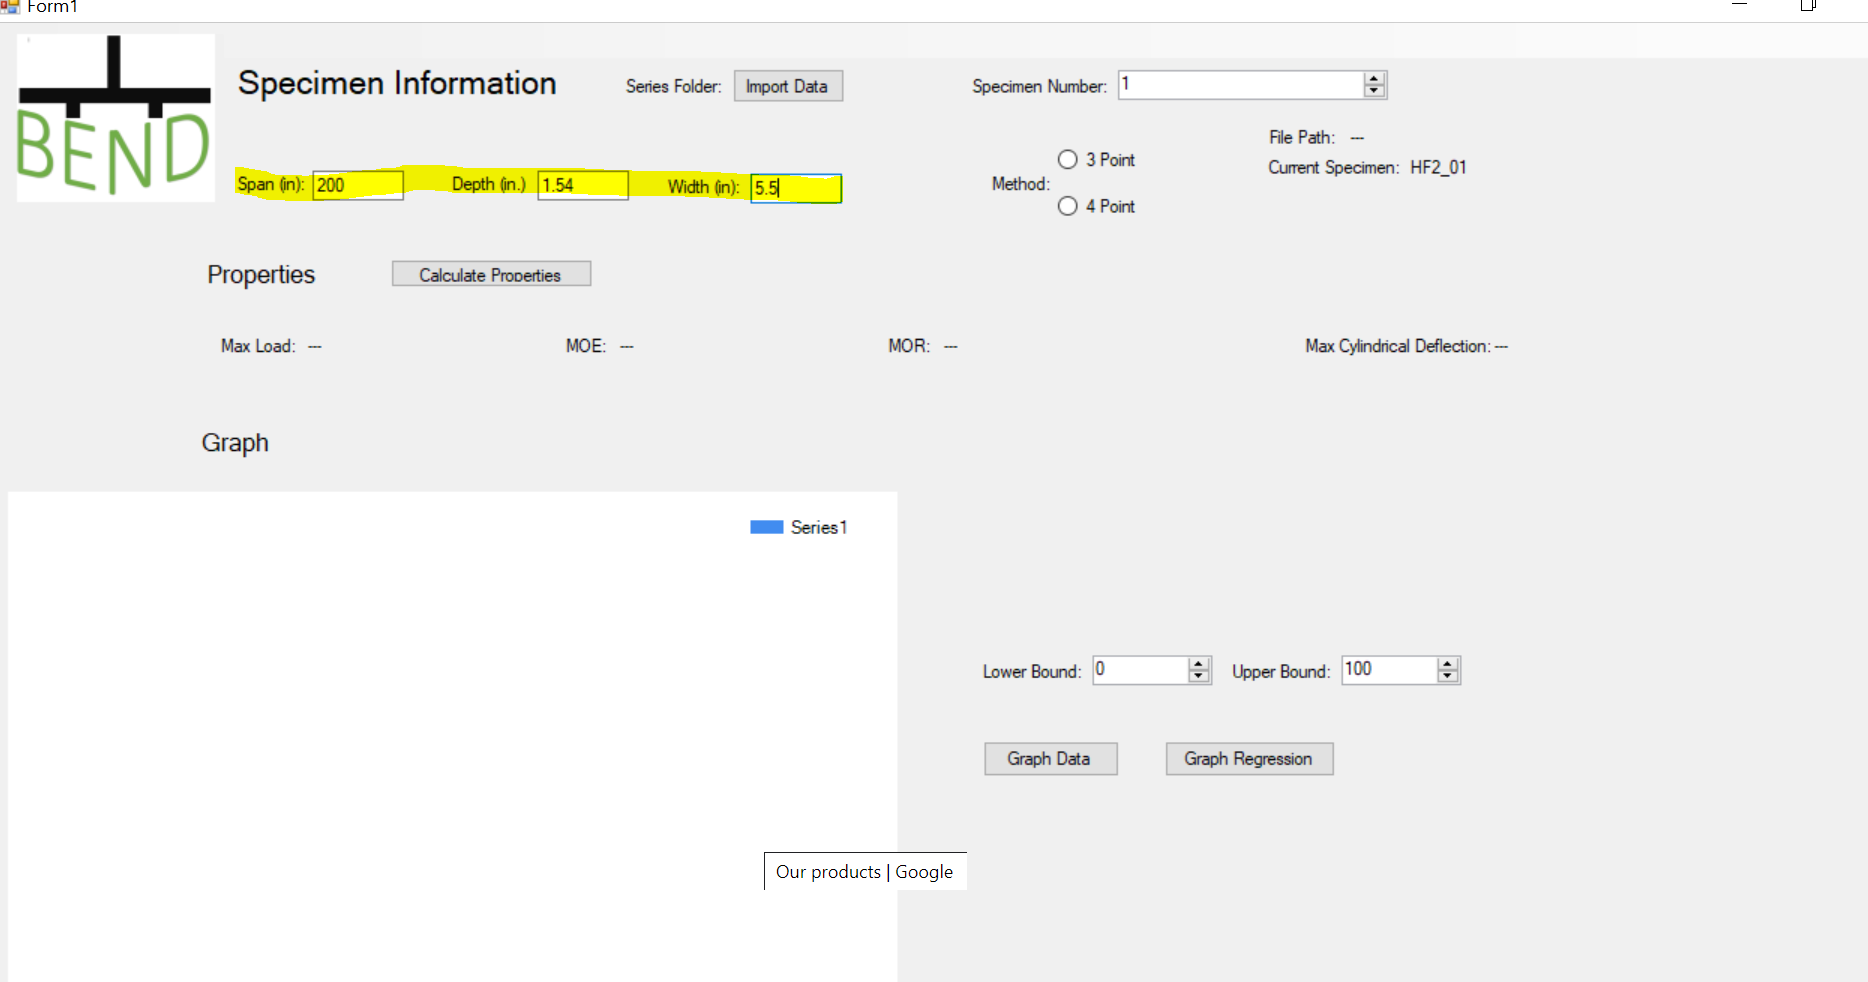 Form1
BEND
Specimen Information
Series Folder: Import Data
Specimen Number: 1
Span (in): 200 Depth (in.) 1.54 Width (in): 5.5
Method: 3 Point
4 Point
File Path: ---
Current Specimen: HF2_01
Properties Calculate Properties
Max Load: --- MOE: --- MOR: --- Max Cylindrical Deflection: ---
Graph
Series1
Lower Bound: 0 Upper Bound: 100
Graph Data Graph Regression
Our products | Google